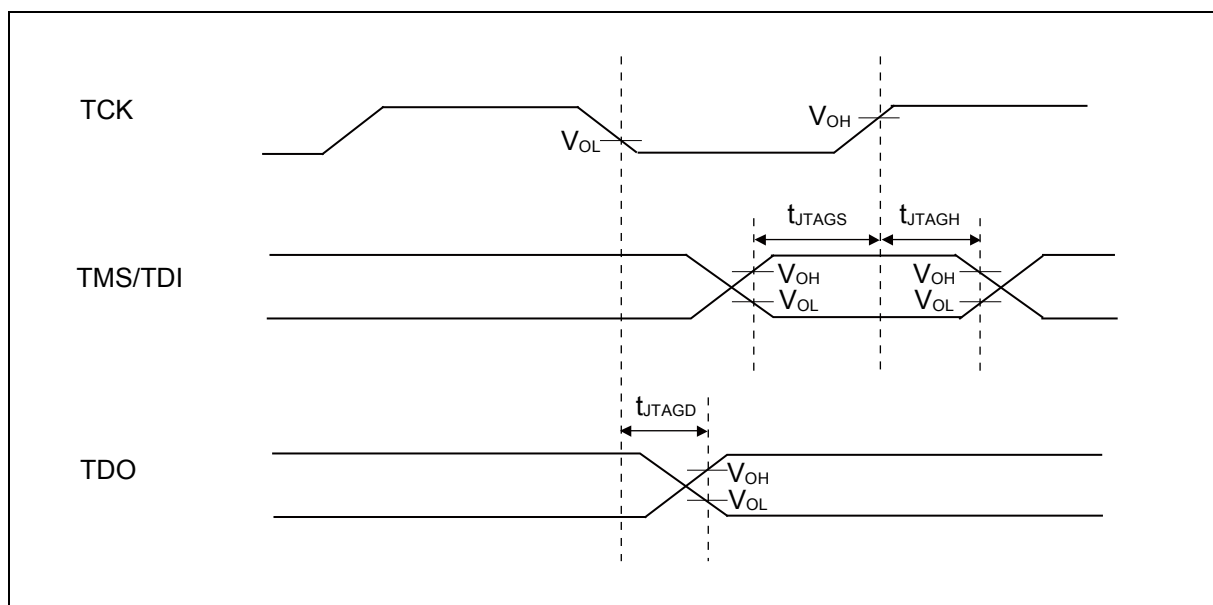 TCK
VOL
VOH
tJTAGS
tJTAGH
TMS/TDI
VOH
VOL
VOH
VOL
tJTAGD
TDO
VOH
VOL